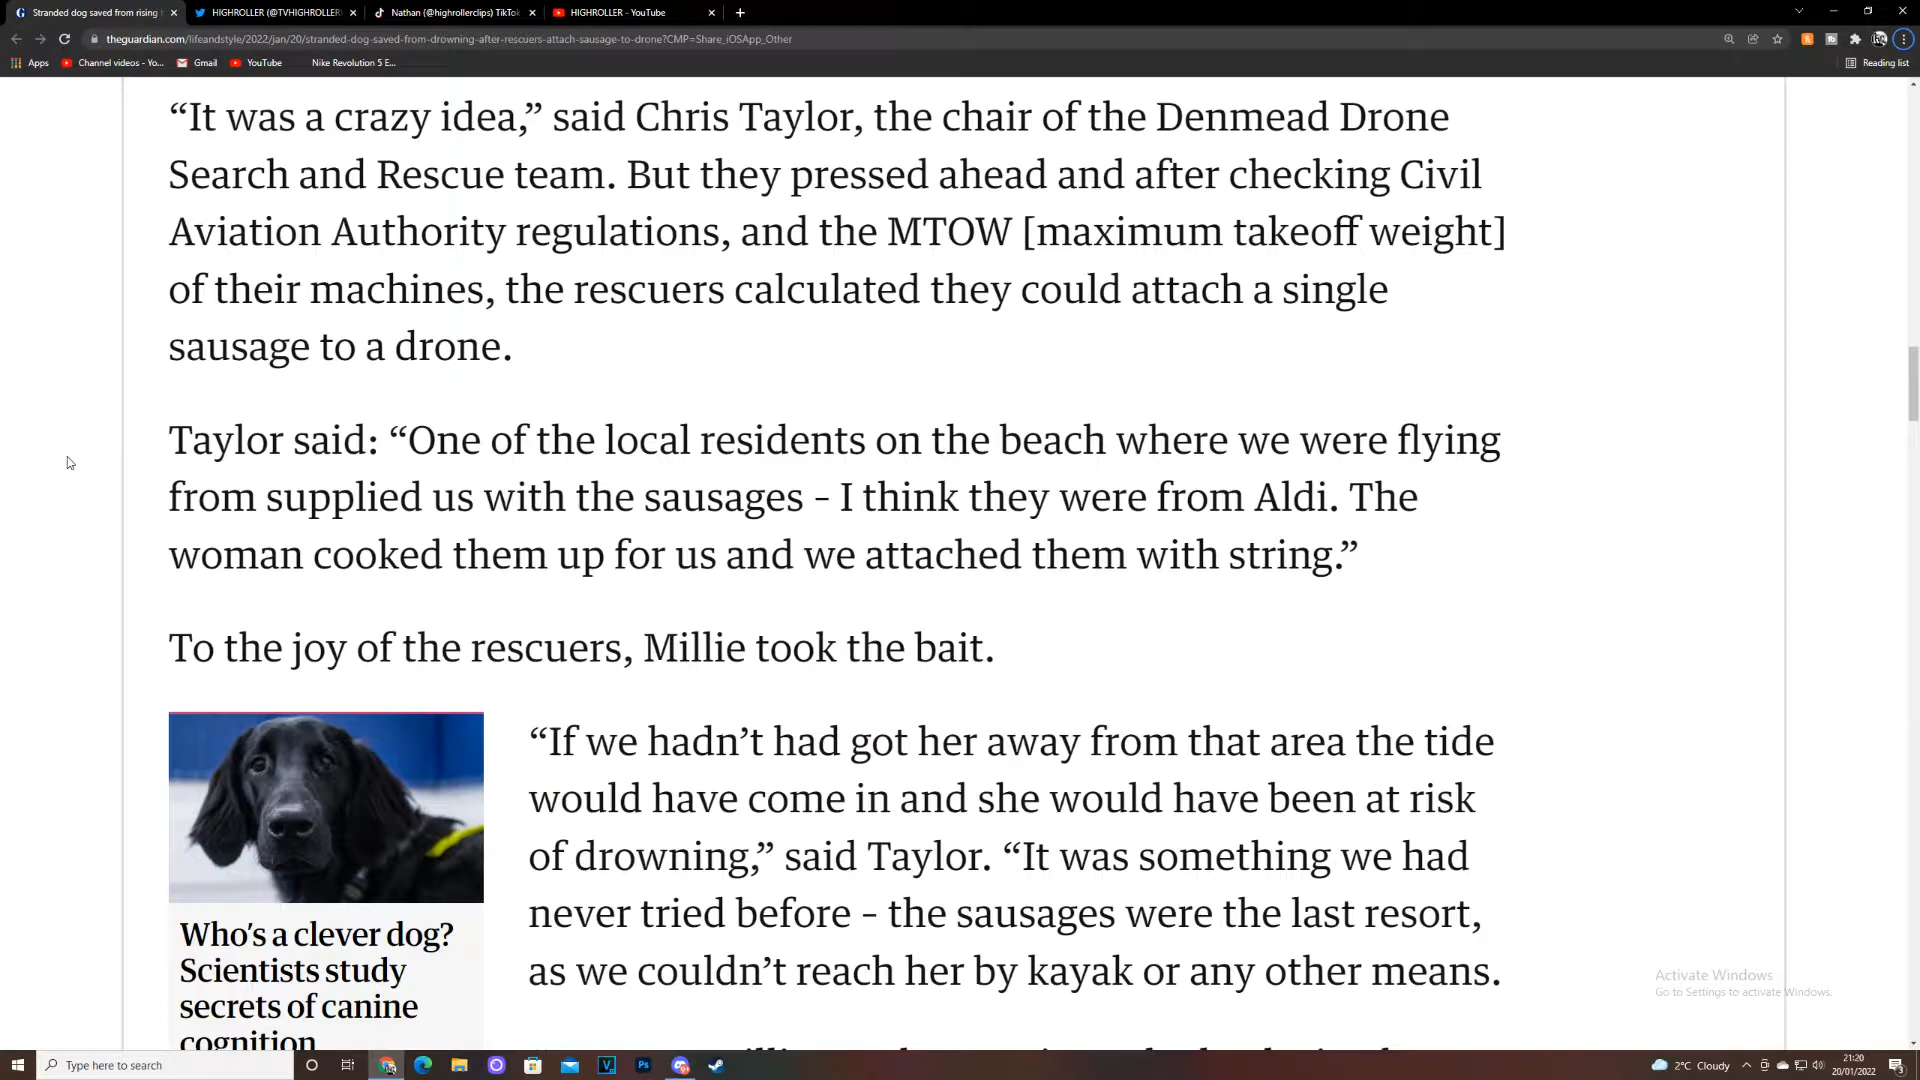 Stranded dog saved from rising
HIGHROLLER (@TVHIGHROLLER
Nathan (@highrollerclips) TikTok
HIGHROLLER - YouTube
theguardian.com/lifeandstyle/2022/jan/20/stranded-dog-saved-from-drowning-after-rescuers-attach-sausage-to-drone?CMP=Share_iOSApp_Other
Apps
Channel videos - Yo...
Gmail
YouTube
Nike Revolution 5 E...
Reading list
“It was a crazy idea,” said Chris Taylor, the chair of the Denmead Drone
Search and Rescue team. But they pressed ahead and after checking Civil
Aviation Authority regulations, and the MTOW [maximum takeoff weight]
of their machines, the rescuers calculated they could attach a single
sausage to a drone.
Taylor said: “One of the local residents on the beach where we were flying
from supplied us with the sausages – I think they were from Aldi. The
woman cooked them up for us and we attached them with string.”
To the joy of the rescuers, Millie took the bait.
“If we hadn’t had got her away from that area the tide
would have come in and she would have been at risk
of drowning,” said Taylor. “It was something we had
never tried before – the sausages were the last resort,
as we couldn’t reach her by kayak or any other means.
Who’s a clever dog?
Scientists study
secrets of canine
cognition
Activate Windows
Go to Settings to activate Windows.
Type here to search
2°C Cloudy
21:20
20/01/2022